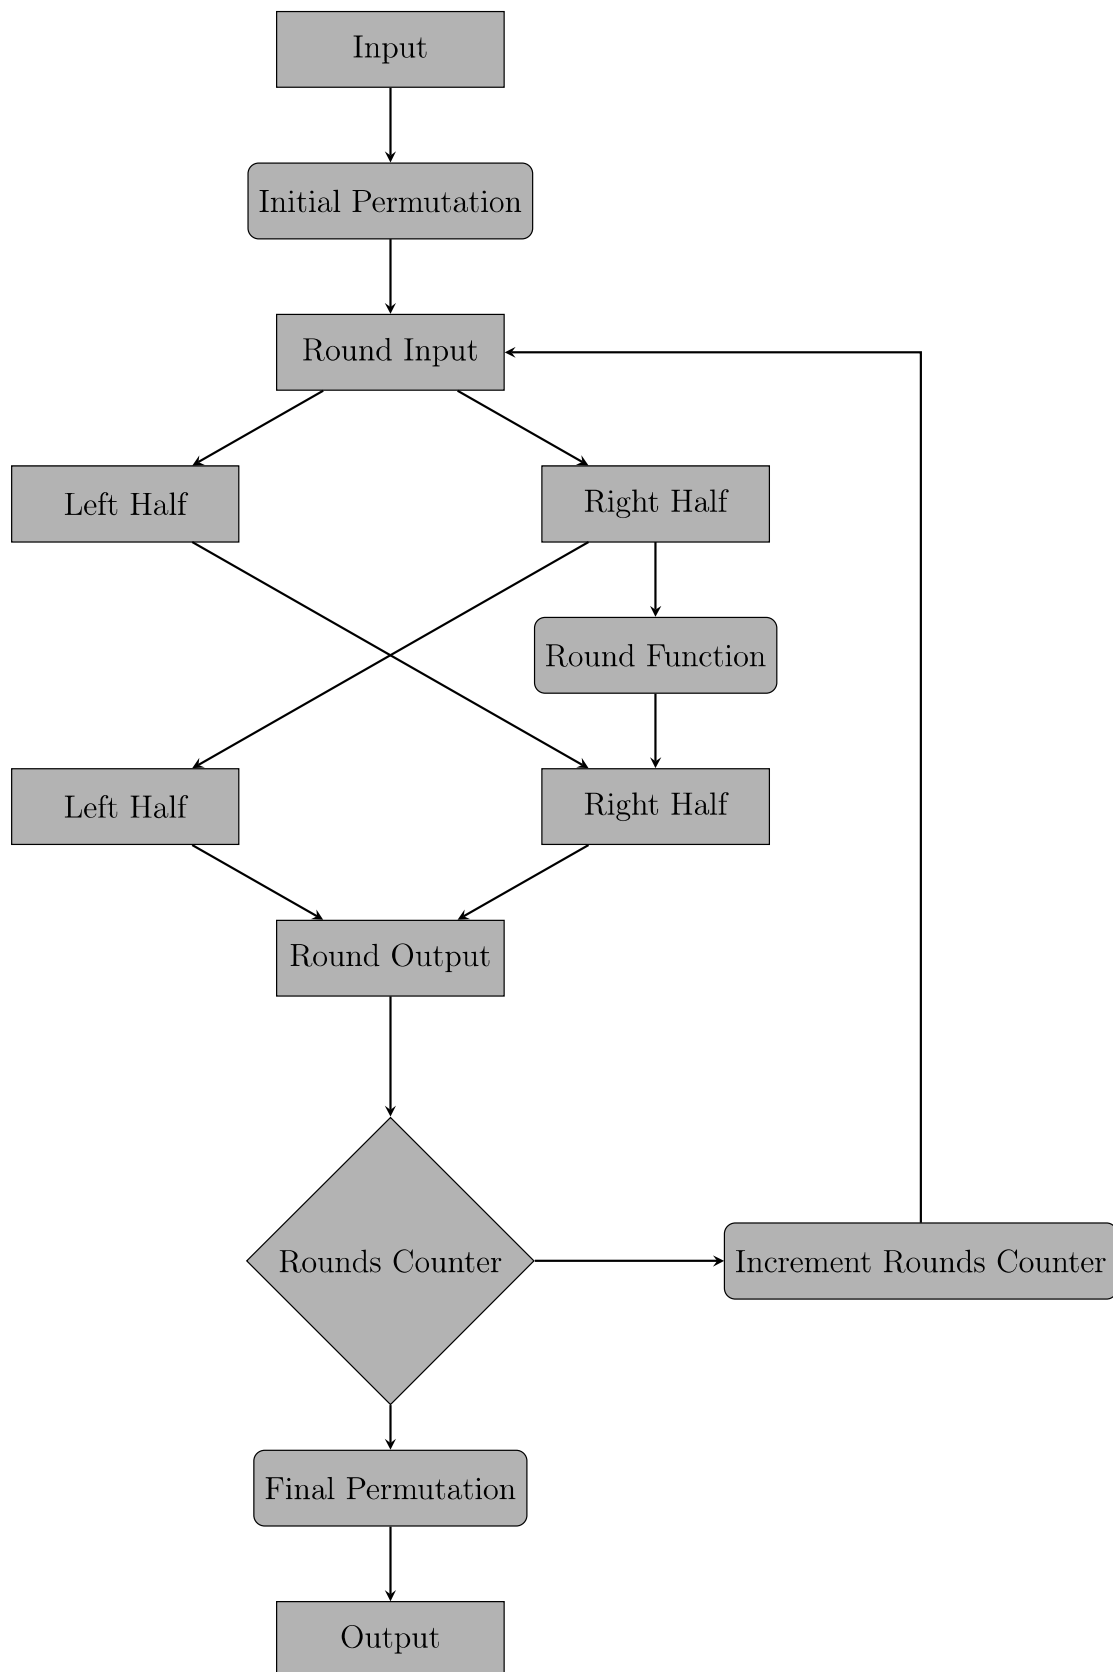 Input
Initial Permutation
Round Input
Left Half
Right Half
Round Function
Left Half
Right Half
Round Output
Rounds Counter
Increment Rounds Counter
Final Permutation
Output